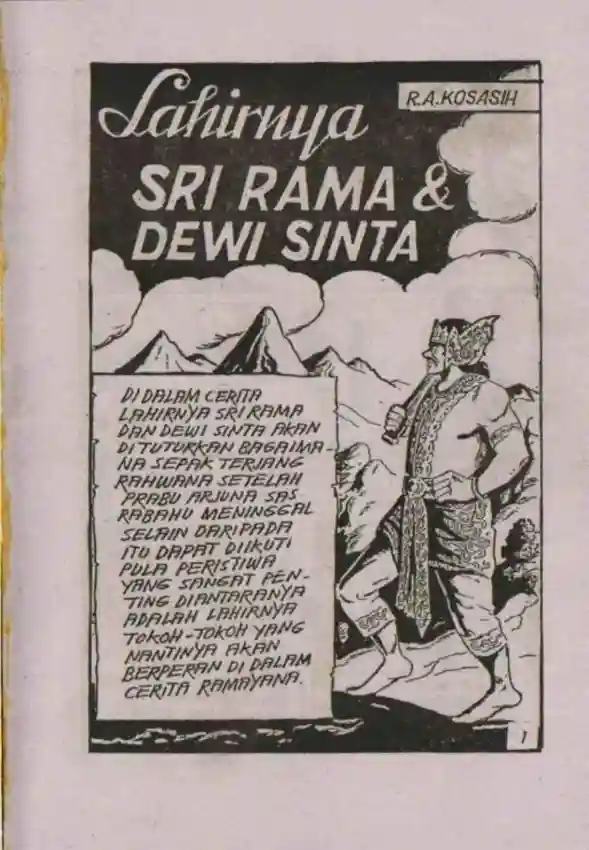 Lahirnya
R.A.KOSASIH
SRI RAMA &
DEWI SINTA
DI DALAM CERITA
LAHIRNYA SRI RAMA
DAN DEWI SINTA AKAN
DITUTURKAN BAGAIMA-
NA SEPAK TERJANG
RAHWANA SETELAH
PRABU ARJUNA SAS
RABAHU MENINGGAL
SELAIN DARIPADA
ITU DAPAT DIIKUTI
PULA PERISTIWA
YANG SANGAT PEN-
TING DIANTARANYA
ADALAH LAHIRNYA
TOKOH-TOKOH YANG
NANTINYA AKAN
BERPERAN DI DALAM
CERITA RAMAYANA.
1